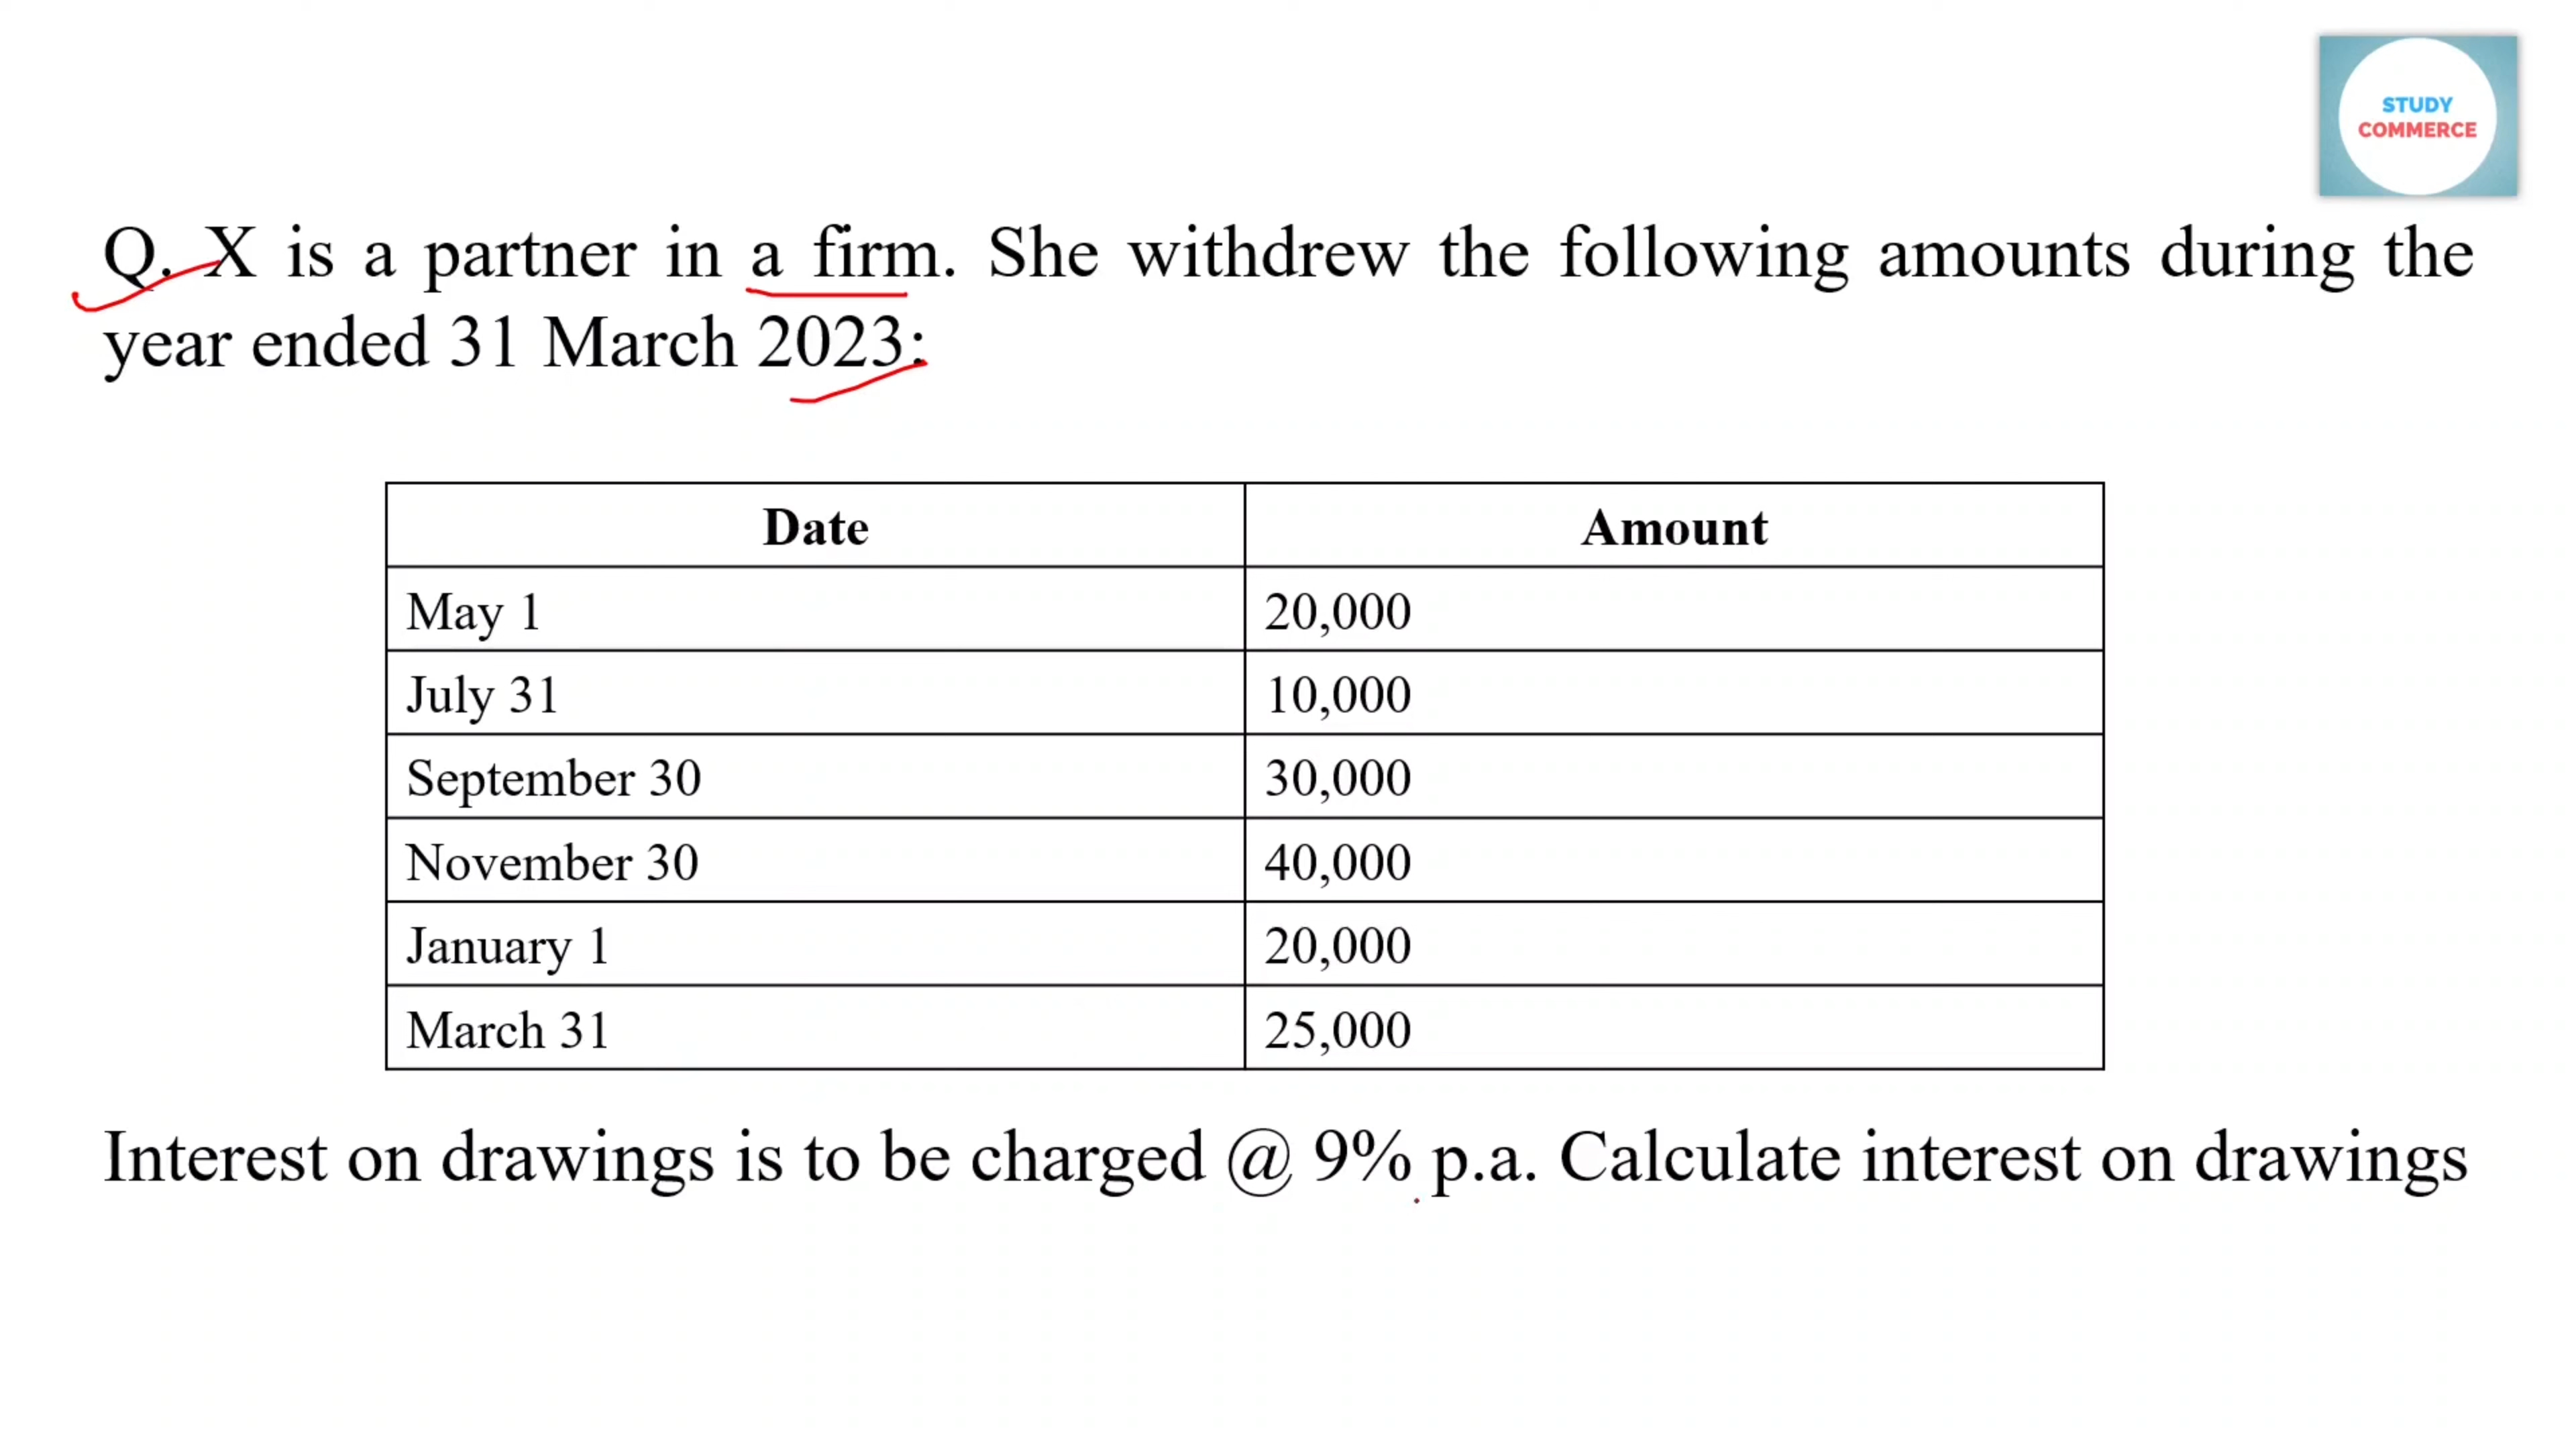 STUDY
COMMERCE
Q. X is a partner in a firm. She withdrew the following amounts during the
year ended 31 March 2023:
Date Amount
May 1 20,000
July 31 10,000
September 30 30,000
November 30 40,000
January 1 20,000
March 31 25,000
Interest on drawings is to be charged @ 9% p.a. Calculate interest on drawings